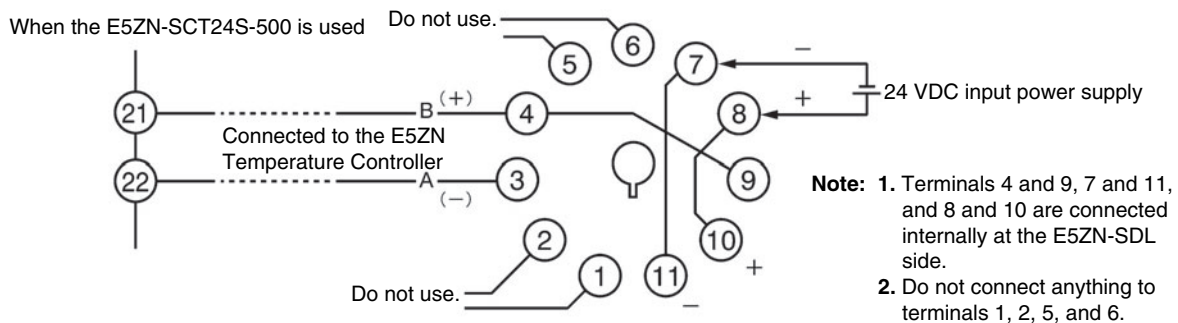 When the E5ZN-SCT24S-500 is used
Do not use.
6
5
7
−
24 VDC input power supply
+
8
21
B (+)
4
Connected to the E5ZN
Temperature Controller
22
A
(−)
3
9
2
10
+
1
11
−
Do not use.
Note: 1. Terminals 4 and 9, 7 and 11,
and 8 and 10 are connected
internally at the E5ZN-SDL
side.
2. Do not connect anything to
terminals 1, 2, 5, and 6.